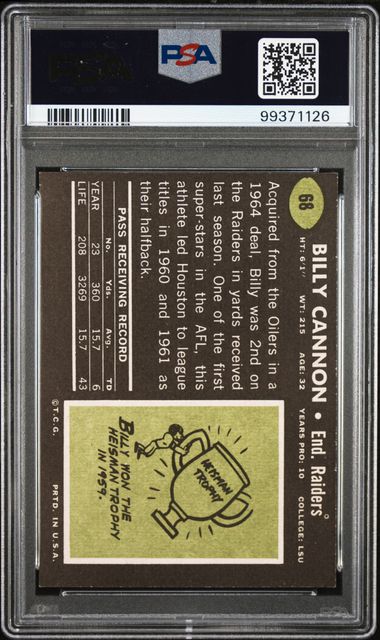 PSA
PSA
99371126
68
BILLY CANNON • End. Raiders
HT: 6'1" WT: 215 AGE: 32 YEARS PRO: 10 COLLEGE: LSU
Acquired from the Oilers in a
1964 deal, Billy was 2nd on
the Raiders in yards received
last season. One of the first
super-stars in the AFL, this
athlete led Houston to league
titles in 1960 and 1961 as
their halfback.
PASS RECEIVING RECORD
No. Yds. Avg. TD
YEAR 23 360 15.7 6
LIFE 208 3269 15.7 43
HEISMAN
TROPHY
BILLY WON THE
HEISMAN TROPHY
IN 1959.
© T.C.G. PRTD. IN U.S.A.